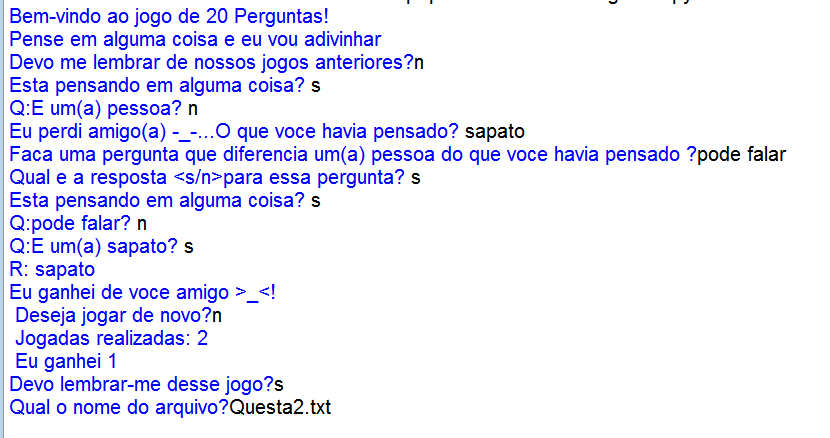 Bem-vindo ao jogo de 20 Perguntas!
Pense em alguma coisa e eu vou adivinhar
Devo me lembrar de nossos jogos anteriores?n
Esta pensando em alguma coisa? s
Q:E um(a) pessoa? n
Eu perdi amigo(a) -_-...O que voce havia pensado? sapato
Faca uma pergunta que diferencia um(a) pessoa do que voce havia pensado ?pode falar
Qual e a resposta <s/n>para essa pergunta? s
Esta pensando em alguma coisa? s
Q:pode falar? n
Q:E um(a) sapato? s
R: sapato
Eu ganhei de voce amigo >_<!
Deseja jogar de novo?n
Jogadas realizadas: 2
Eu ganhei 1
Devo lembrar-me desse jogo?s
Qual o nome do arquivo?Questa2.txt